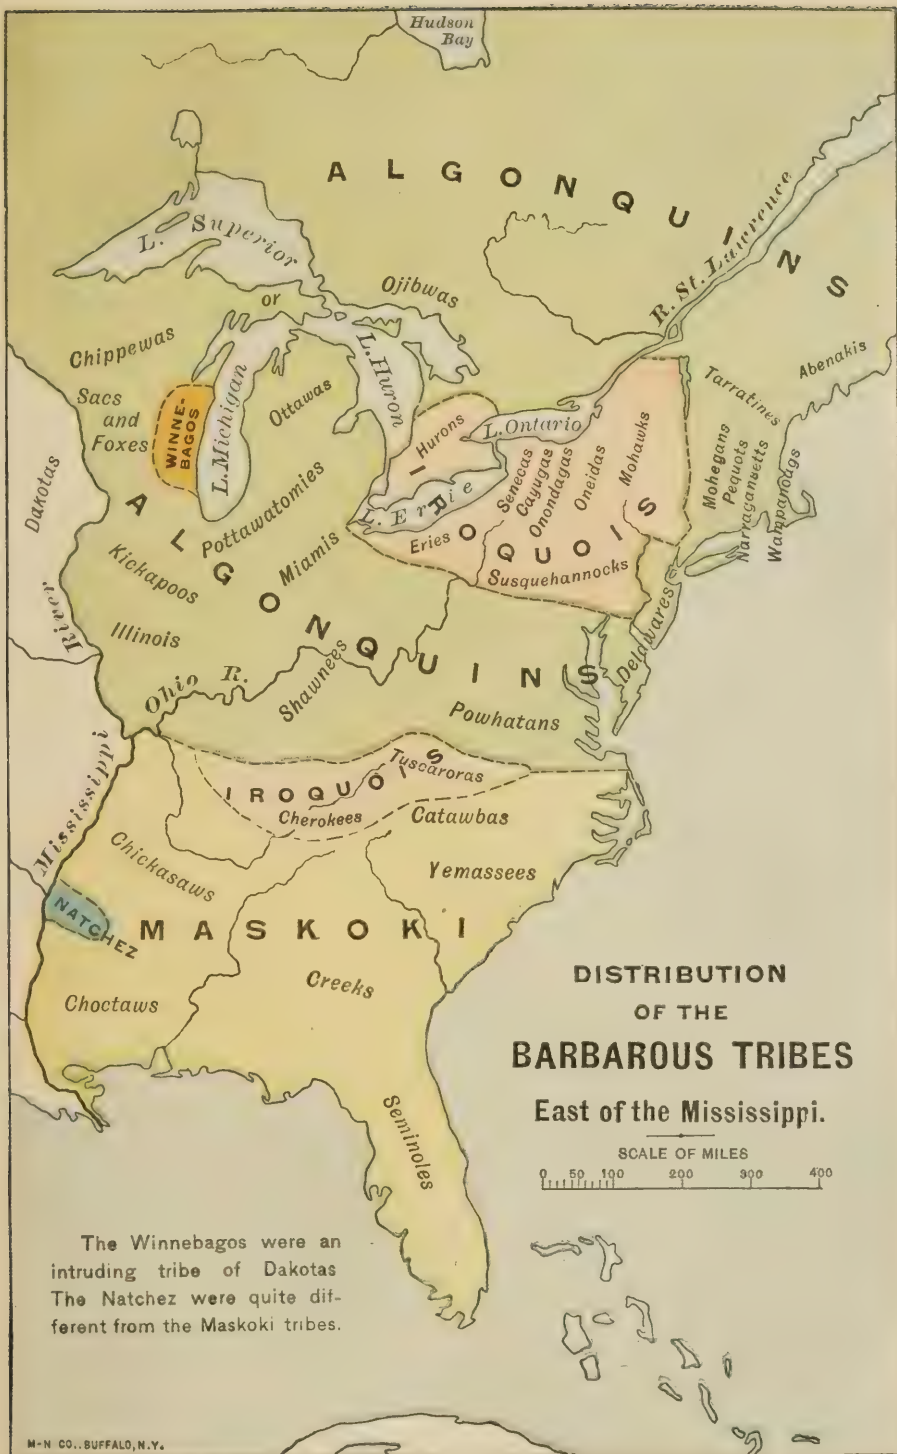 Hudson
Bay
ALGONQUINS
L. Superior
R. St. Lawrence
or
Ojibwas
Chippewas
L. Huron
Abenakis
Tarratines
Sacs
and
Foxes
WINNE-
BAGOS
L. Michigan
Ottawas
Hurons
L. Ontario
Mohawks
Oneidas
Onondagas
Cayugas
Senecas
Mohegans
Pequots
Narragansetts
Wampanoags
Dakotas
L. Erie
IROQUOIS
Eries
Susquehannocks
ALGONQUINS
Pottawatomies
Kickapoos
Miamis
Illinois
River
Delawares
Ohio R.
Shawnees
Powhatans
Mississippi
IROQUOIS
Tuscaroras
Cherokees
Catawbas
Chickasaws
Yemassees
NATCHEZ
MASKOKI
Creeks
Choctaws
Seminoles
DISTRIBUTION
OF THE
BARBAROUS TRIBES
East of the Mississippi.
SCALE OF MILES
0 50 100 200 300 400
The Winnebagos were an
intruding tribe of Dakotas
The Natchez were quite dif-
ferent from the Maskoki tribes.
M-N CO., BUFFALO, N.Y.